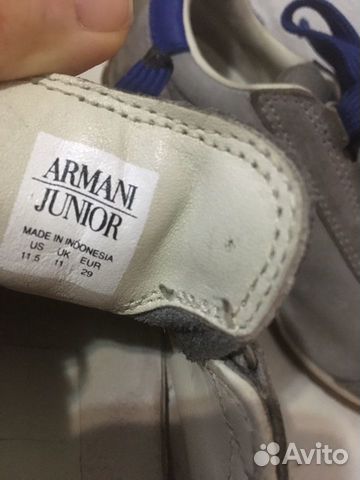 ARMANI
JUNIOR
MADE IN INDONESIA
US UK EUR
11.5 11 29
Avito